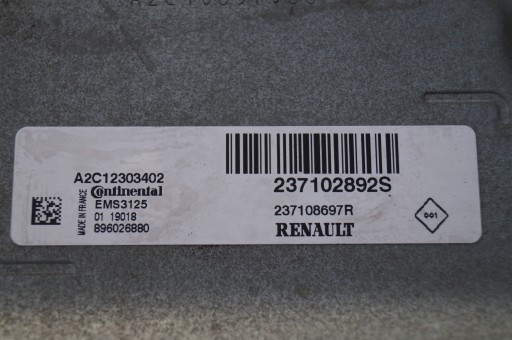 A2C12303402
Continental
EMS3125
01 19018
896026880
MADE IN FRANCE
237102892S
237108697R
RENAULT
001